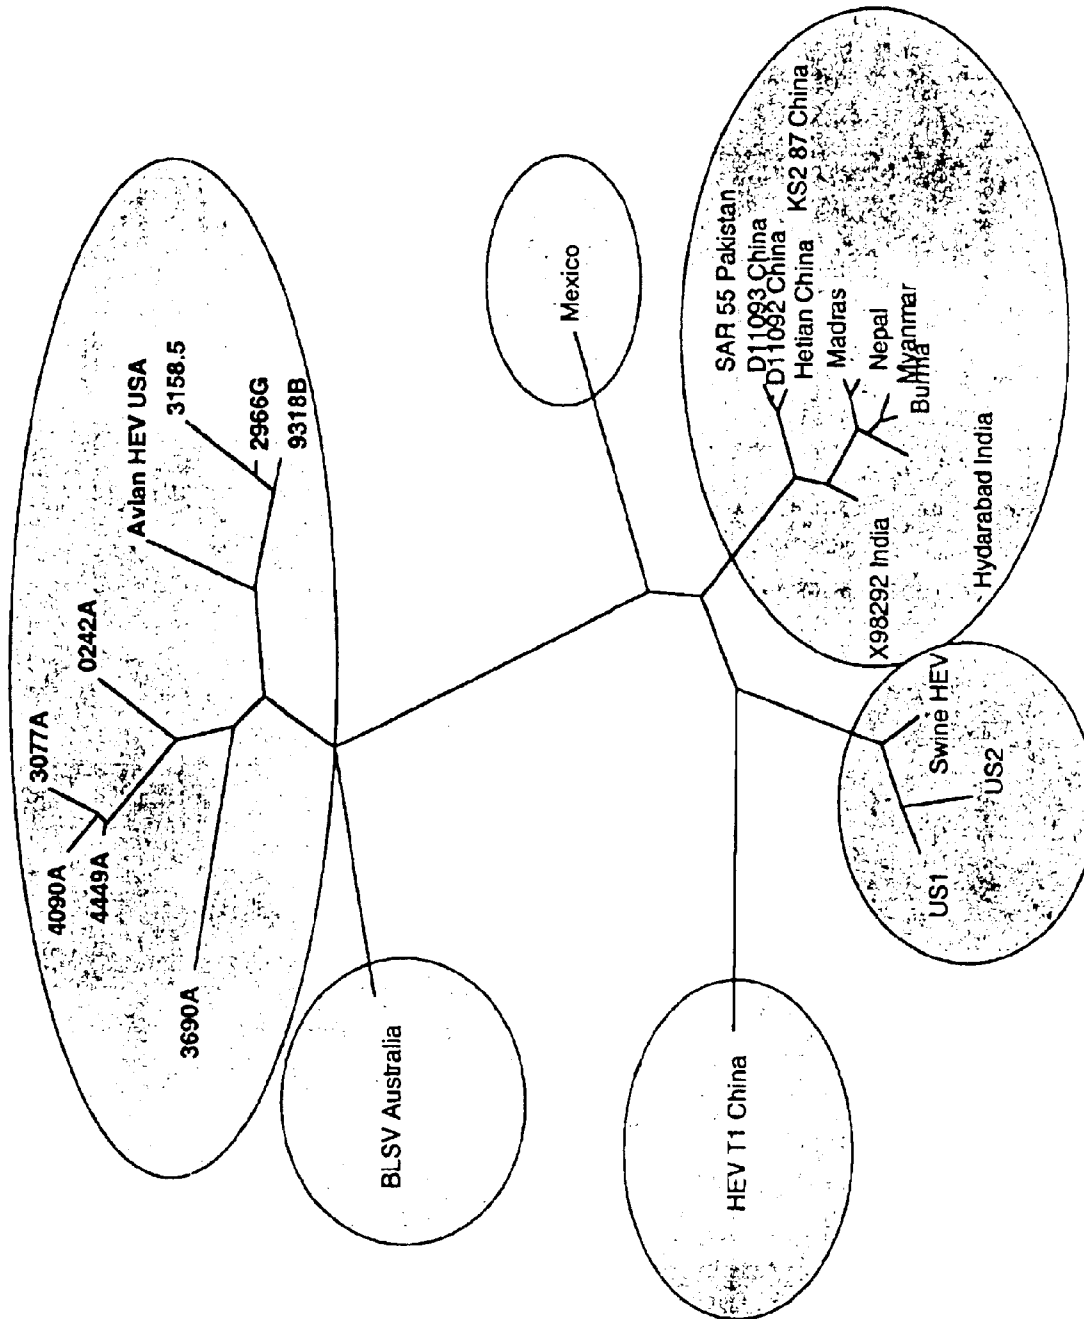 4090A
3077A
4449A
0242A
3690A
Avian HEV USA
3158.5
2966G
9318B
BLSV Australia
Mexico
HEV T1 China
US1
US2
Swine HEV
X98292 India
Hydarabad India
SAR 55 Pakistan
D11093 China
D11092 China
KS2 87 China
Hetian China
Madras
Nepal
Myanmar
Burma